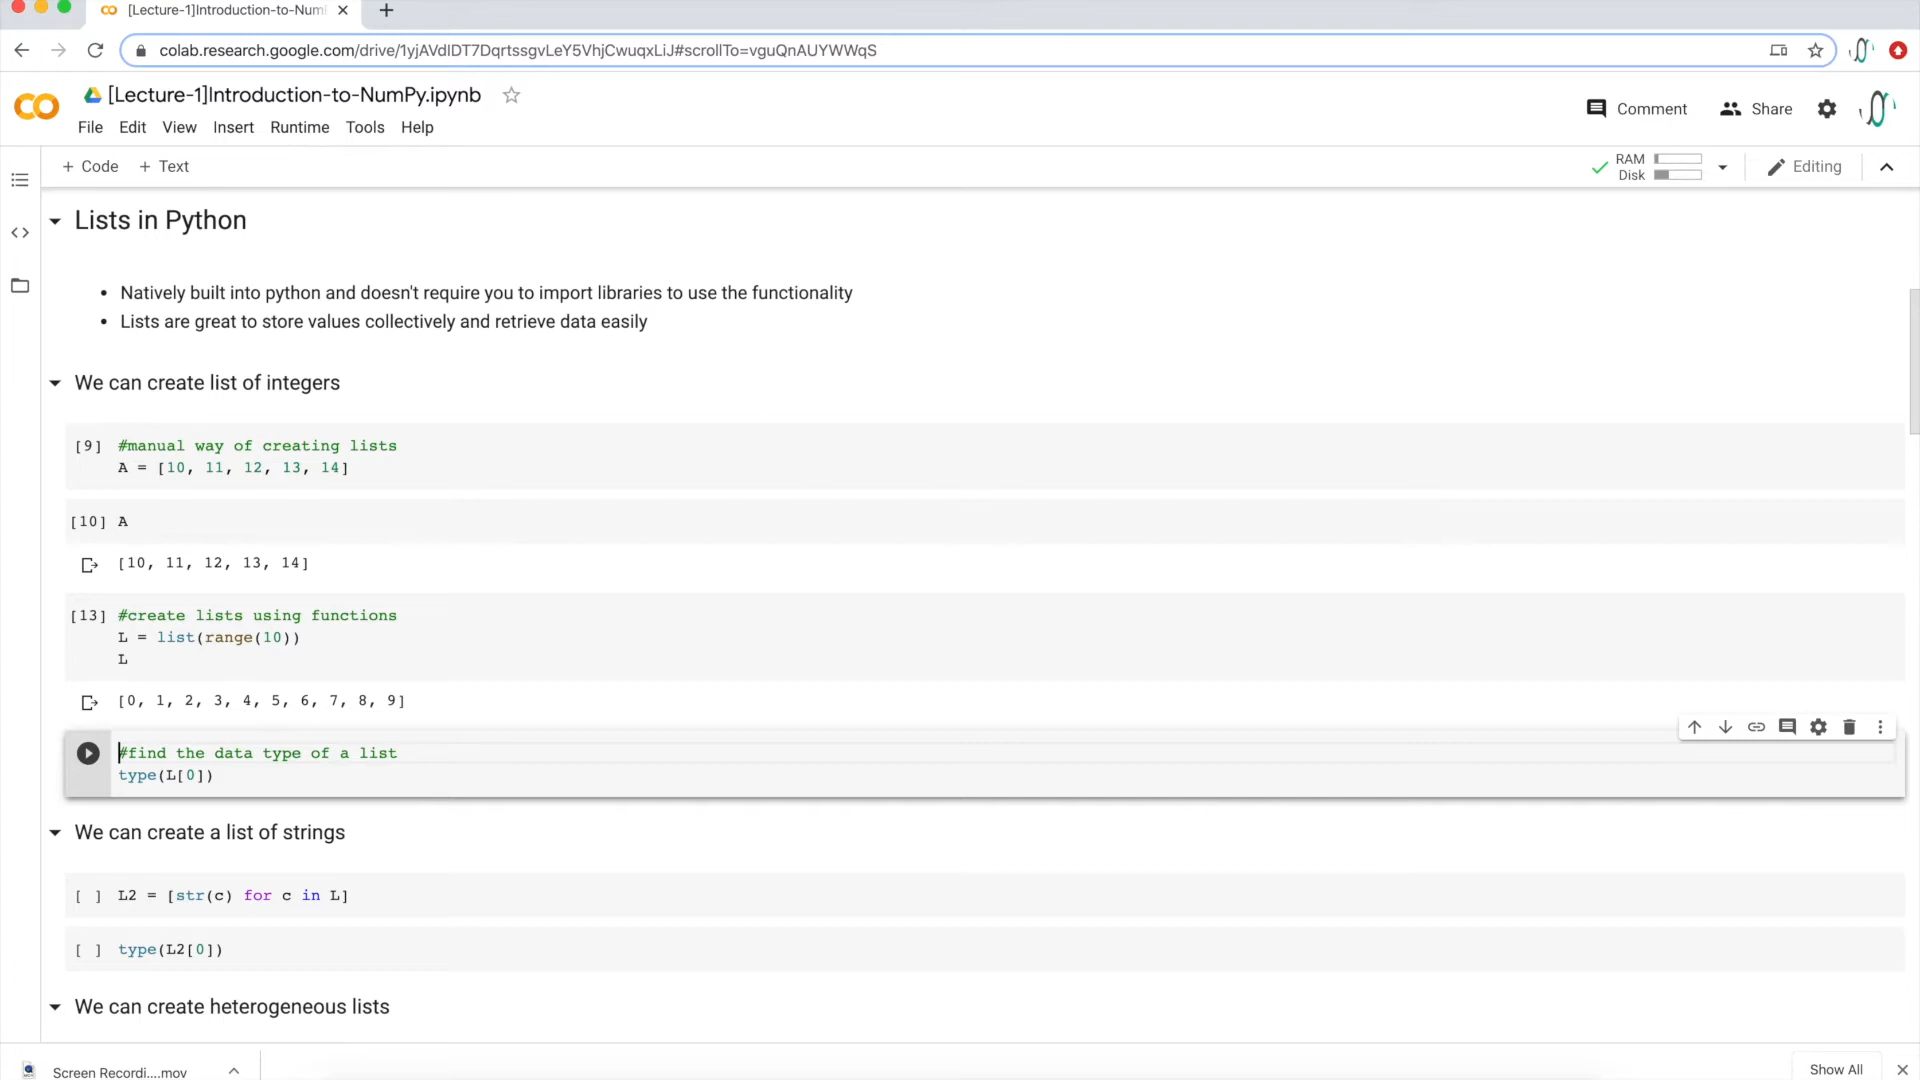 [Lecture-1]Introduction-to-Num
colab.research.google.com/drive/1yjAVdlDT7DqrtssgvLeY5VhjCwuqxLiJ#scrollTo=vguQnAUYWWqS
[Lecture-1]Introduction-to-NumPy.ipynb
File Edit View Insert Runtime Tools Help
Comment Share
+ Code + Text
RAM
Disk
Editing
Lists in Python
• Natively built into python and doesn't require you to import libraries to use the functionality
• Lists are great to store values collectively and retrieve data easily
We can create list of integers
[9] #manual way of creating lists
A = [10, 11, 12, 13, 14]
[10] A
[10, 11, 12, 13, 14]
[13] #create lists using functions
L = list(range(10))
L
[0, 1, 2, 3, 4, 5, 6, 7, 8, 9]
#find the data type of a list
type(L[0])
We can create a list of strings
[ ] L2 = [str(c) for c in L]
[ ] type(L2[0])
We can create heterogeneous lists
Screen Recordi....mov
Show All